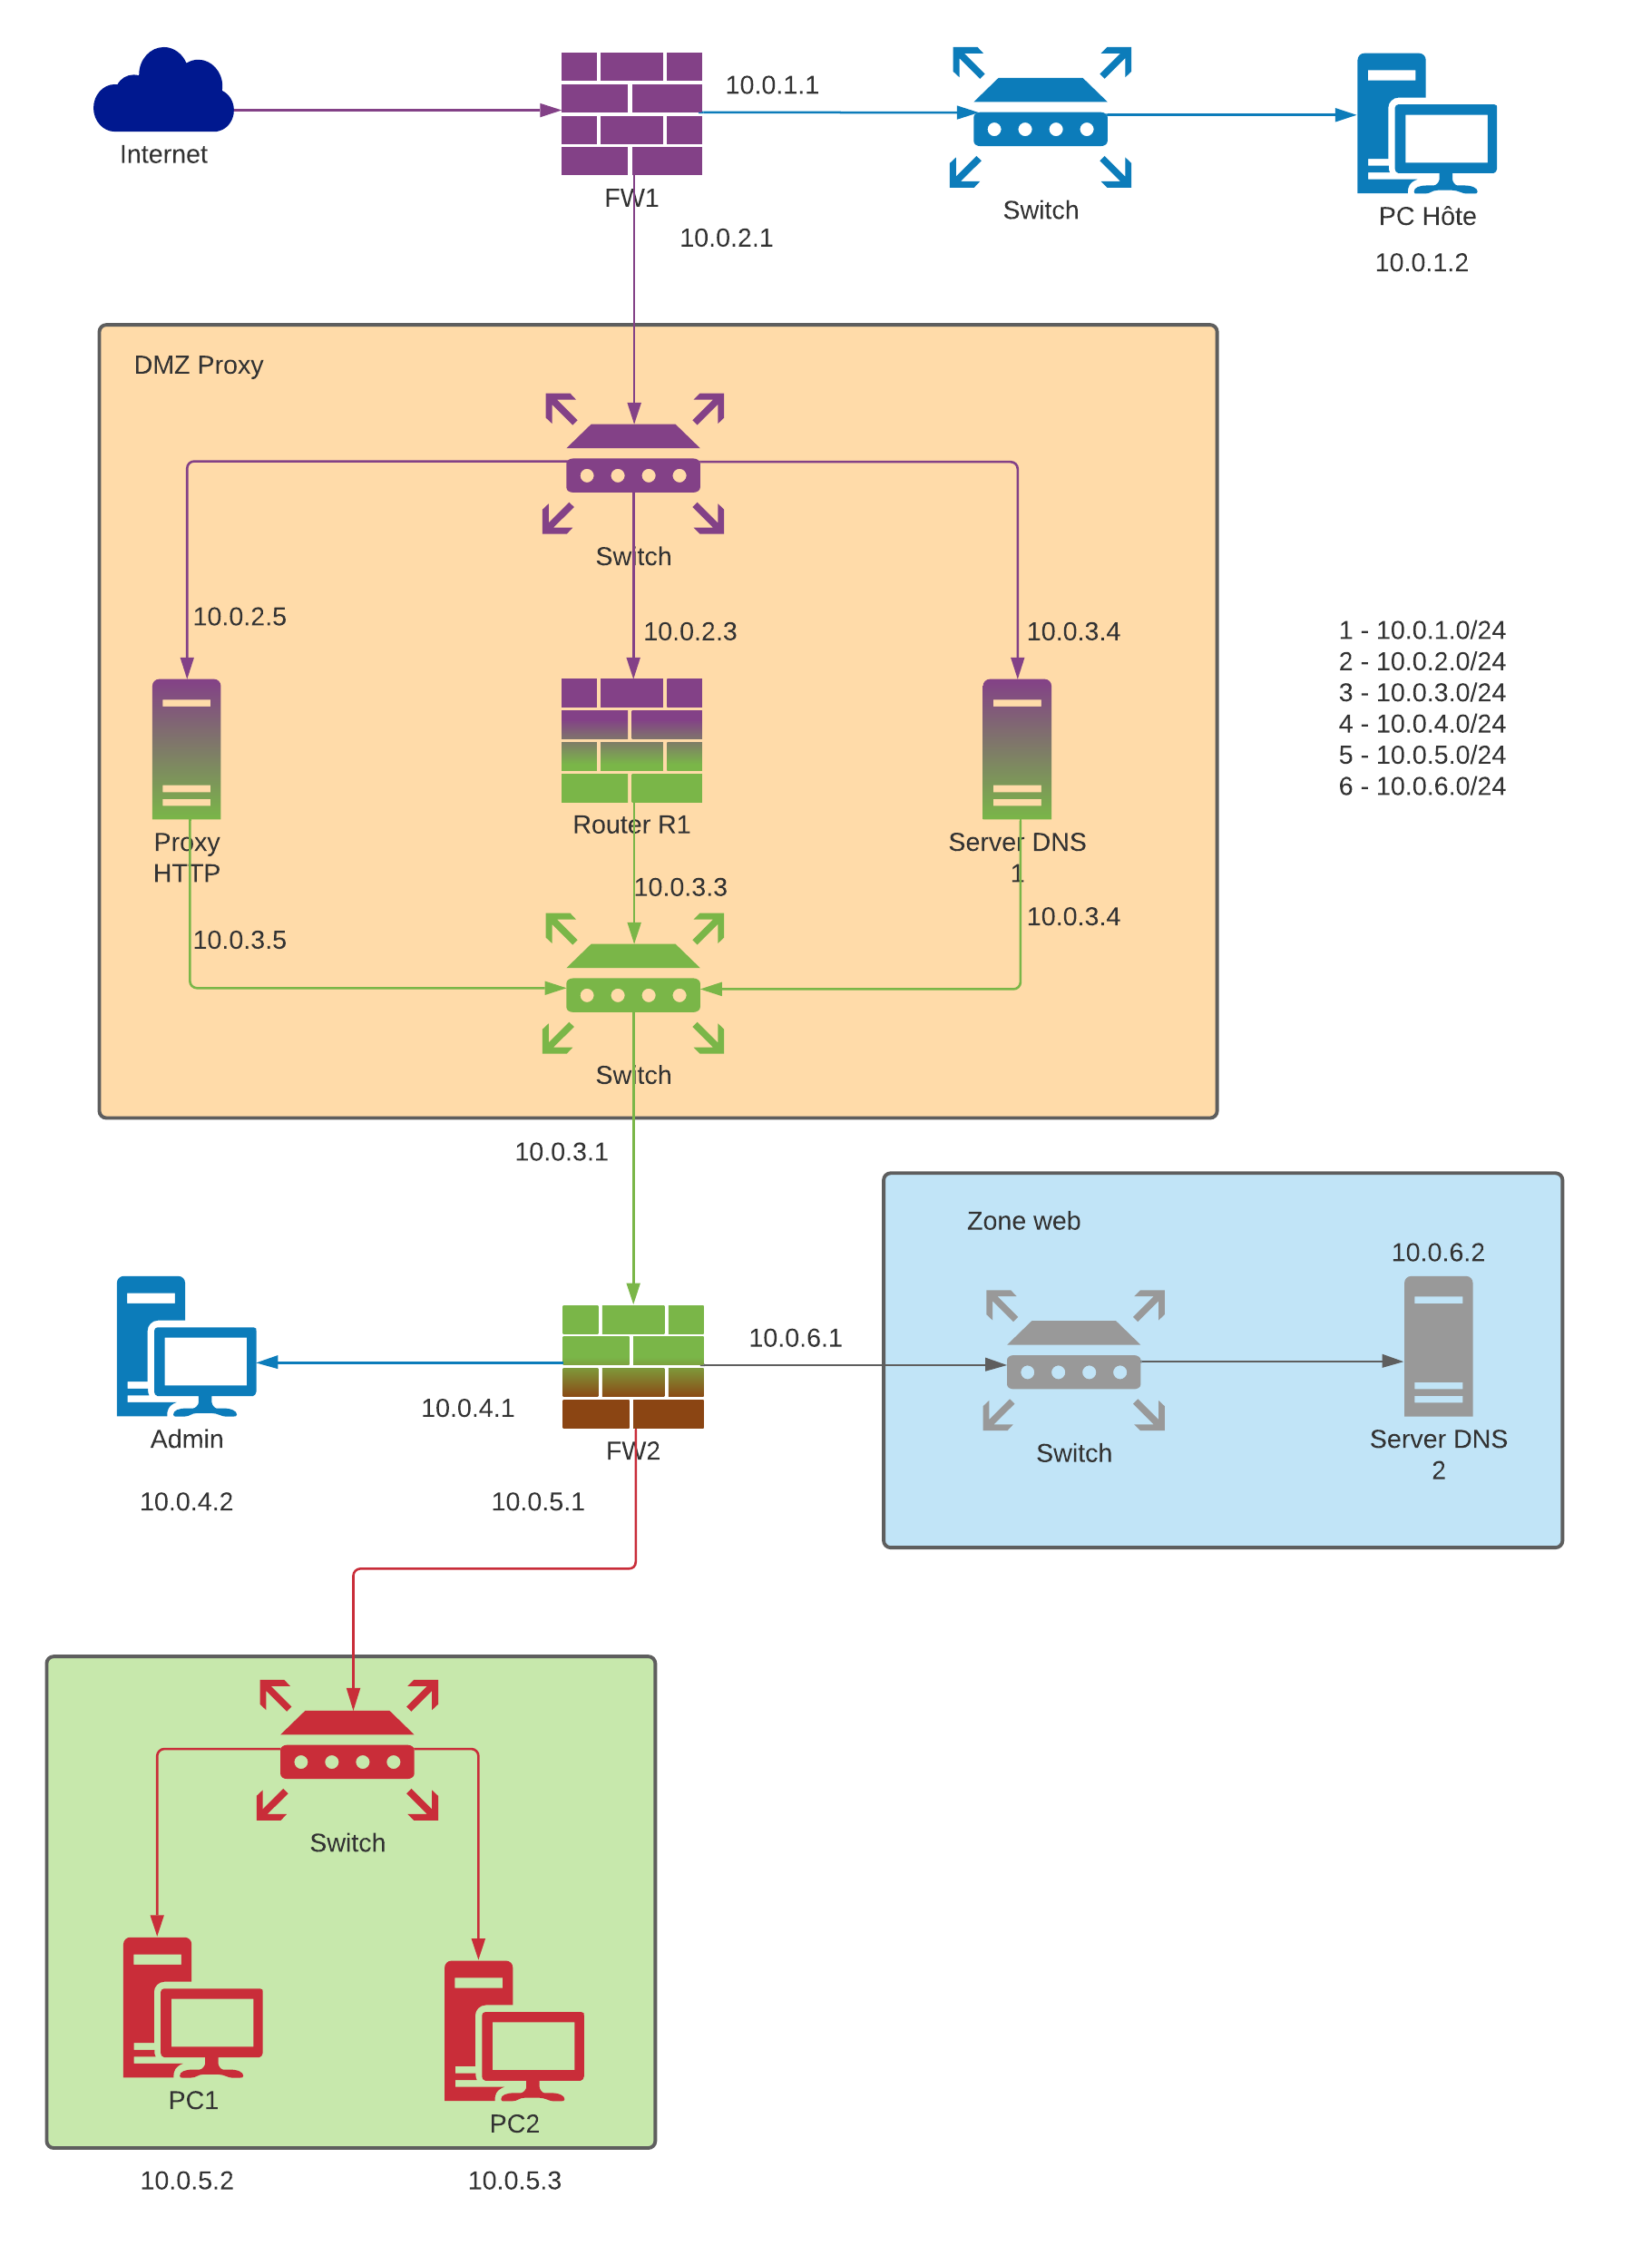 Internet
FW1
10.0.1.1
Switch
PC Hôte
10.0.1.2
10.0.2.1
DMZ Proxy
Switch
10.0.2.5
10.0.2.3
10.0.3.4
1 - 10.0.1.0/24
2 - 10.0.2.0/24
3 - 10.0.3.0/24
4 - 10.0.4.0/24
5 - 10.0.5.0/24
6 - 10.0.6.0/24
Proxy
HTTP
Router R1
Server DNS
1
10.0.3.5
10.0.3.3
10.0.3.4
Switch
10.0.3.1
Zone web
10.0.6.2
10.0.6.1
Switch
Server DNS
2
Admin
10.0.4.2
10.0.4.1
FW2
10.0.5.1
Switch
PC1
PC2
10.0.5.2
10.0.5.3